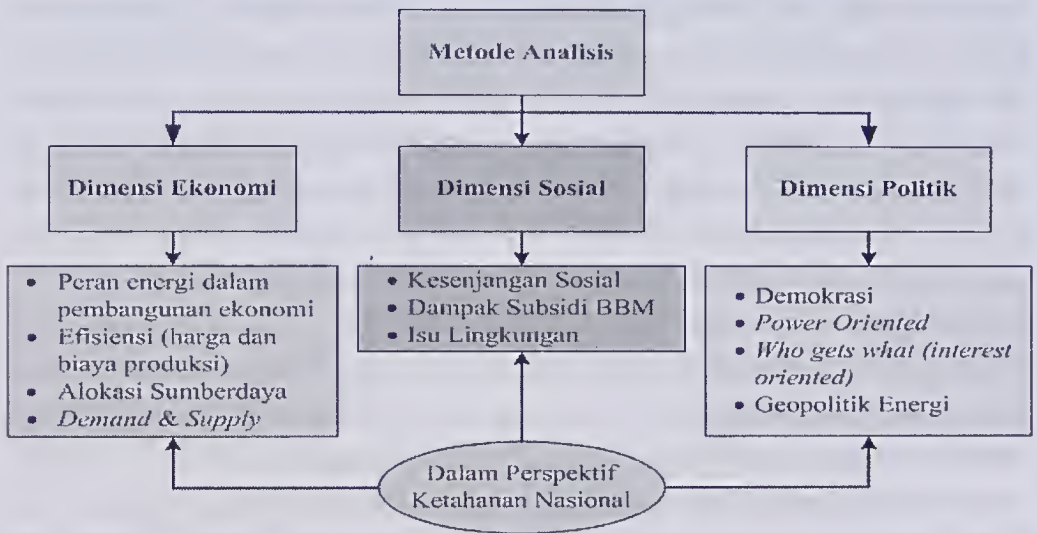 Metode Analisis
Dimensi Ekonomi
Dimensi Sosial
Dimensi Politik
• Peran energi dalam
pembangunan ekonomi
• Efisiensi (harga dan
biaya produksi)
• Alokasi Sumberdaya
• Demand & Supply
• Kesenjangan Sosial
• Dampak Subsidi BBM
• Isu Lingkungan
• Demokrasi
• Power Oriented
• Who gets what (interest
oriented)
• Geopolitik Energi
Dalam Perspektif
Ketahanan Nasional